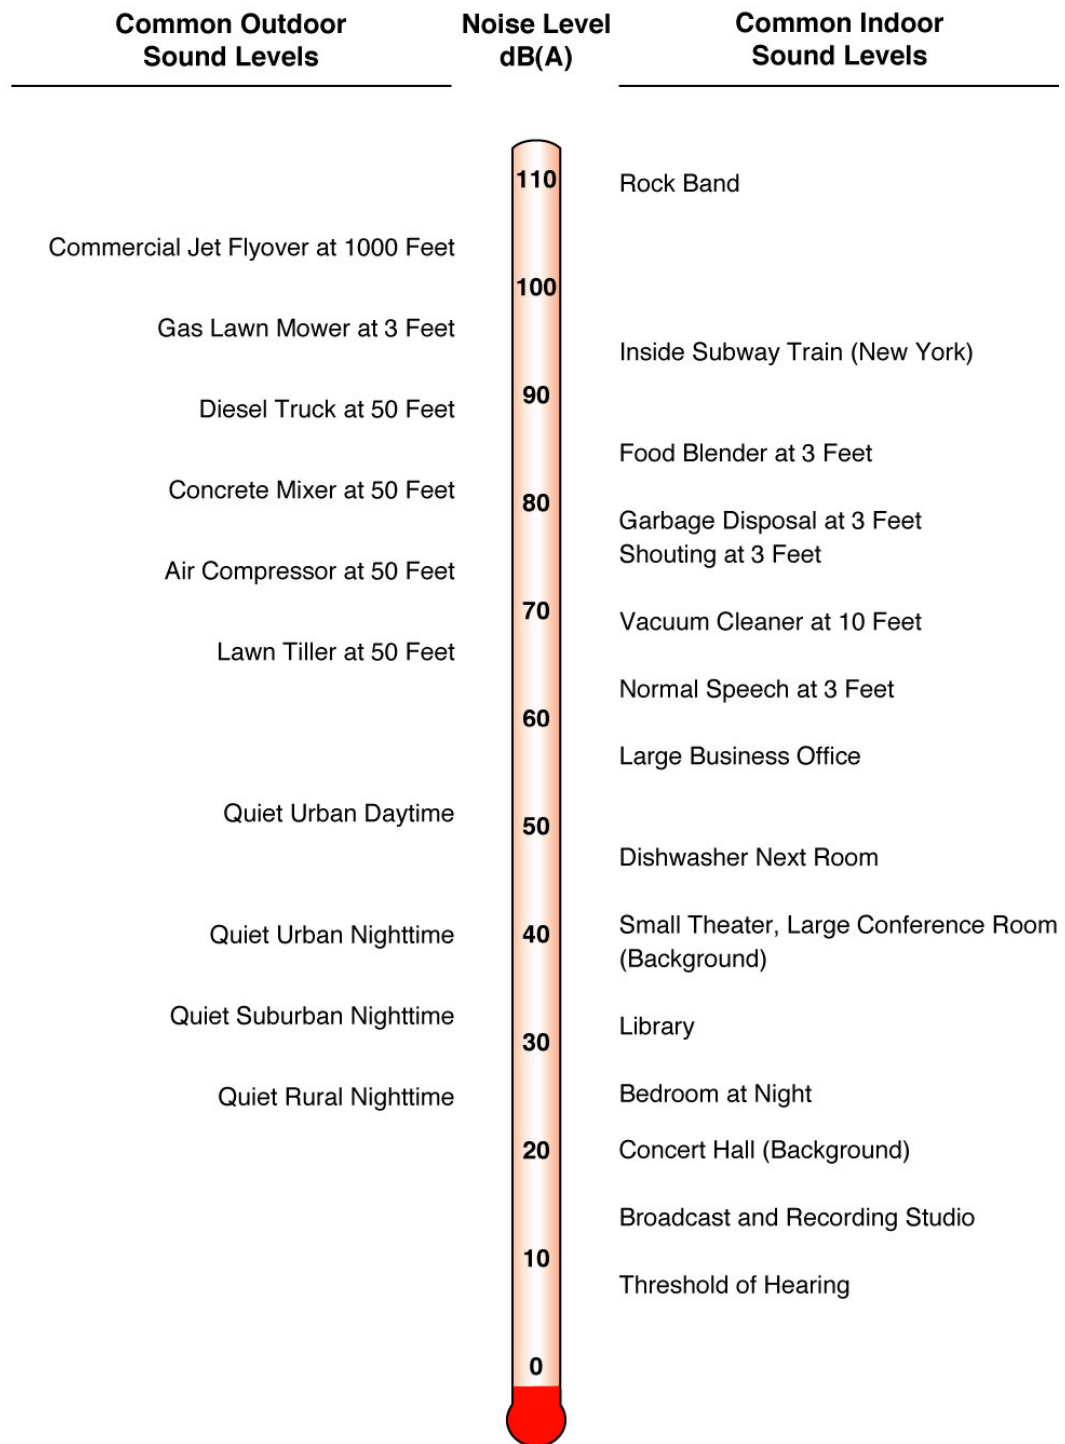 Common Outdoor
Sound Levels
Noise Level
dB(A)
Common Indoor
Sound Levels
110
Rock Band
Commercial Jet Flyover at 1000 Feet
100
Gas Lawn Mower at 3 Feet
Inside Subway Train (New York)
90
Diesel Truck at 50 Feet
Food Blender at 3 Feet
Concrete Mixer at 50 Feet
80
Garbage Disposal at 3 Feet
Shouting at 3 Feet
Air Compressor at 50 Feet
70
Vacuum Cleaner at 10 Feet
Lawn Tiller at 50 Feet
Normal Speech at 3 Feet
60
Large Business Office
Quiet Urban Daytime
50
Dishwasher Next Room
Quiet Urban Nighttime
40
Small Theater, Large Conference Room
(Background)
Quiet Suburban Nighttime
Library
30
Quiet Rural Nighttime
Bedroom at Night
20
Concert Hall (Background)
Broadcast and Recording Studio
10
Threshold of Hearing
0